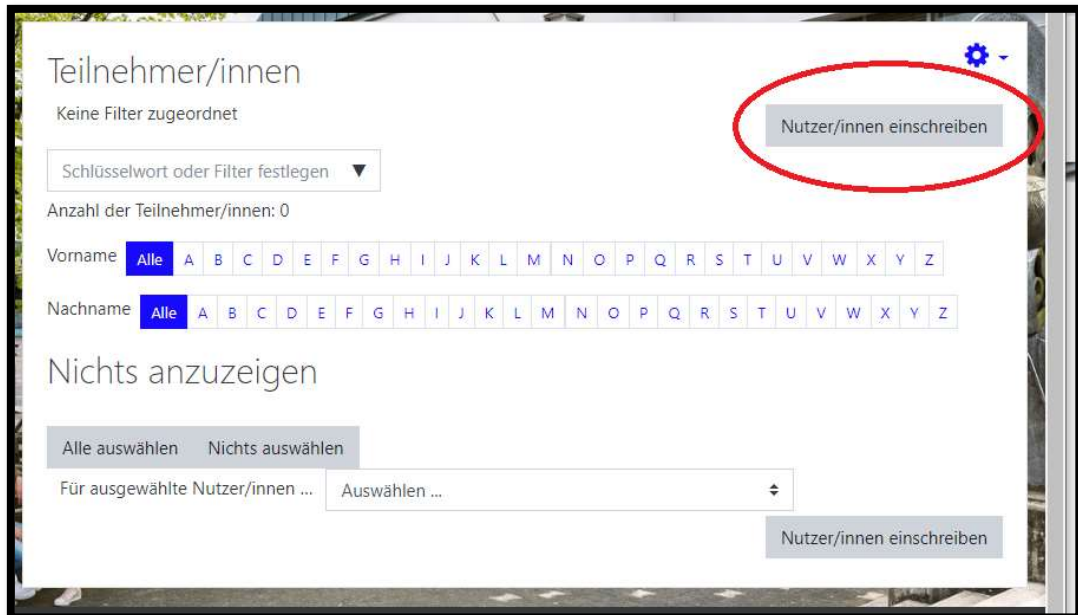 Teilnehmer/innen
Keine Filter zugeordnet
Nutzer/innen einschreiben
Schlüsselwort oder Filter festlegen ▼
Anzahl der Teilnehmer/innen: 0
Vorname Alle A B C D E F G H I J K L M N O P Q R S T U V W X Y Z
Nachname Alle A B C D E F G H I J K L M N O P Q R S T U V W X Y Z
Nichts anzuzeigen
Alle auswählen Nichts auswählen
Für ausgewählte Nutzer/innen ... Auswählen ...
Nutzer/innen einschreiben